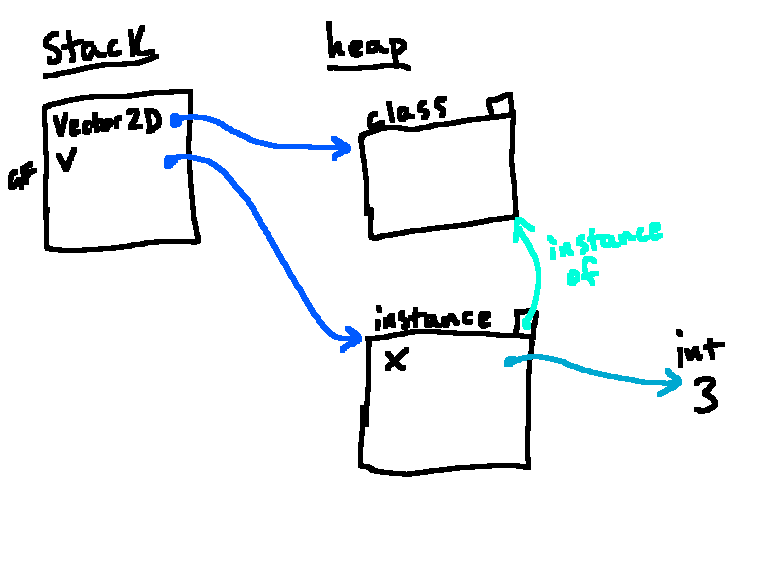 Stack
heap
Vector2D
V
GF
class
instance
of
instance
X
int
3